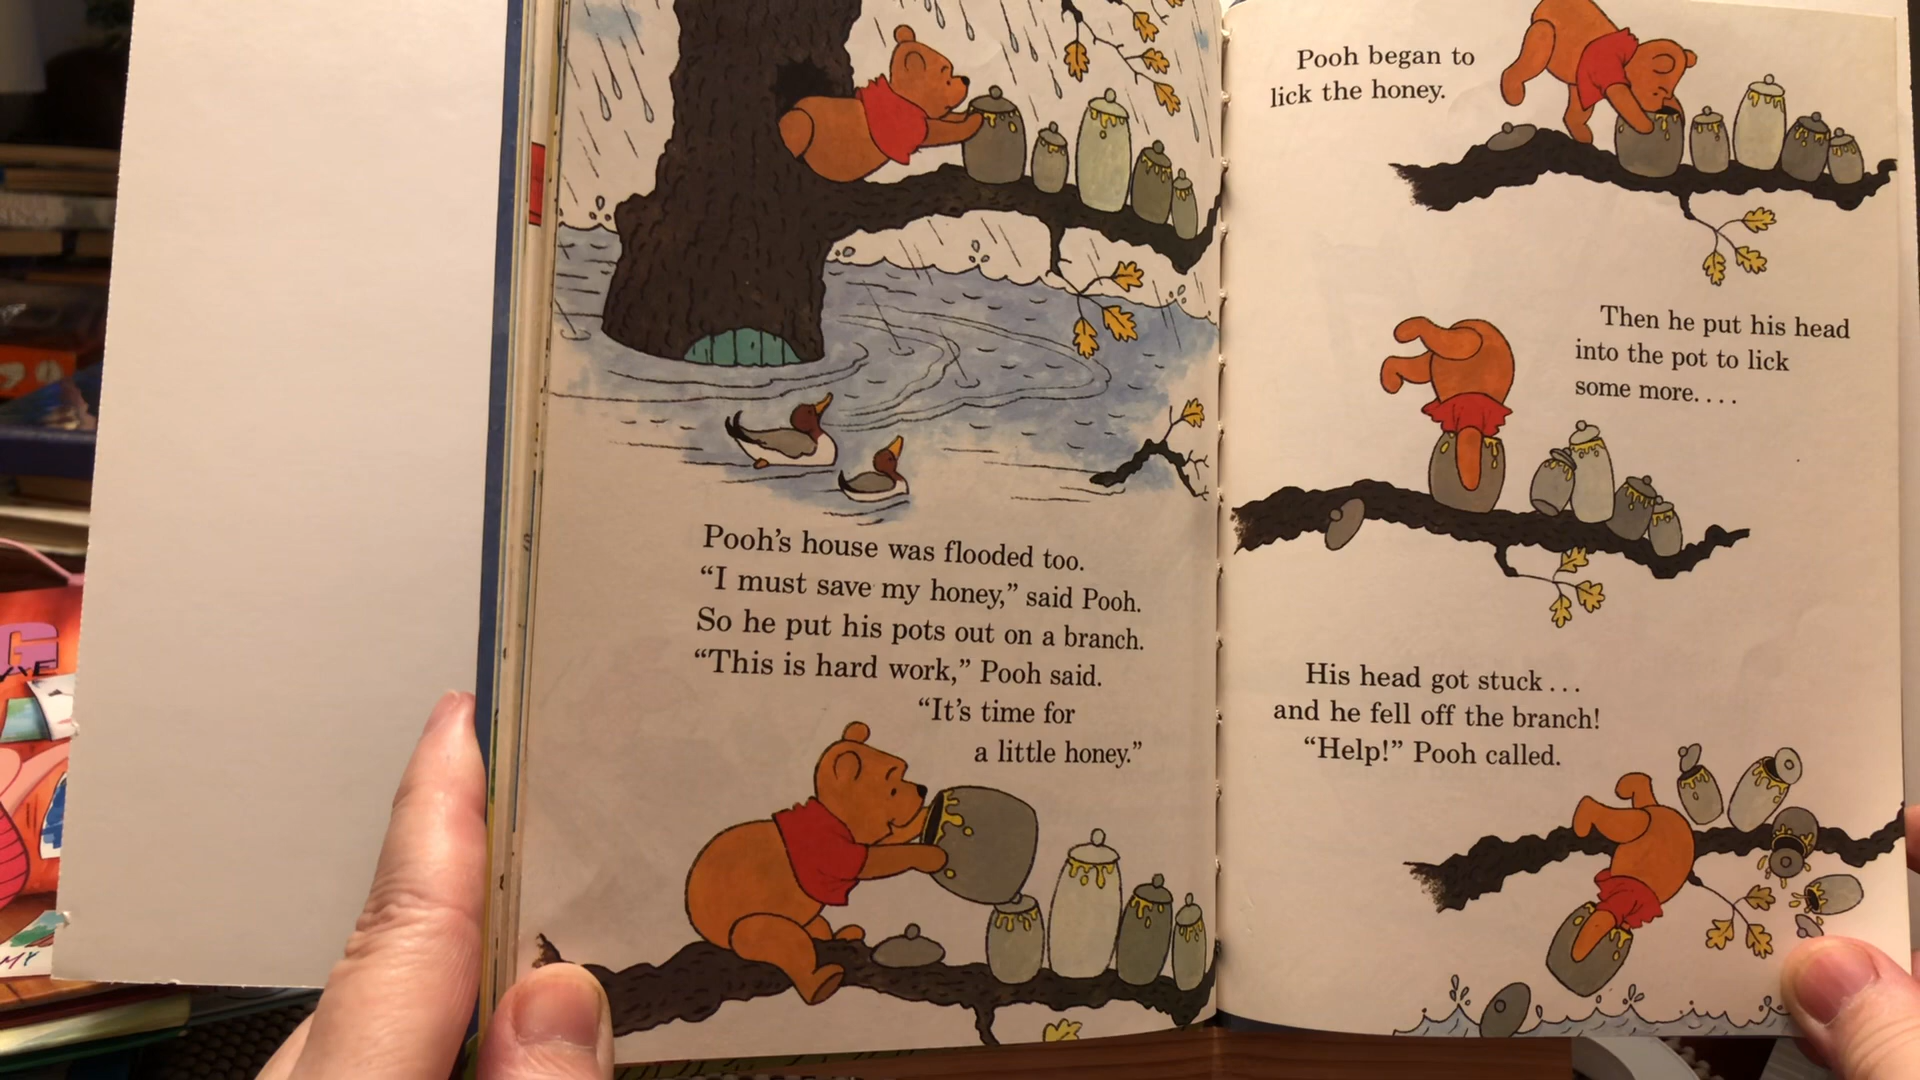 Pooh's house was flooded too.
“I must save my honey,” said Pooh.
So he put his pots out on a branch.
“This is hard work,” Pooh said.
“It's time for
a little honey.”
Pooh began to
lick the honey.
Then he put his head
into the pot to lick
some more. . . .
His head got stuck . . .
and he fell off the branch!
“Help!” Pooh called.